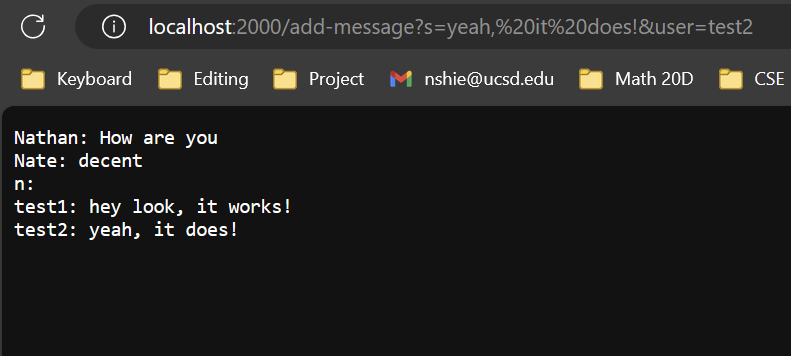 localhost:2000/add-message?s=yeah,%20it%20does!&user=test2
Keyboard Editing Project nshie@ucsd.edu Math 20D CSE
Nathan: How are you
Nate: decent
n:
test1: hey look, it works!
test2: yeah, it does!